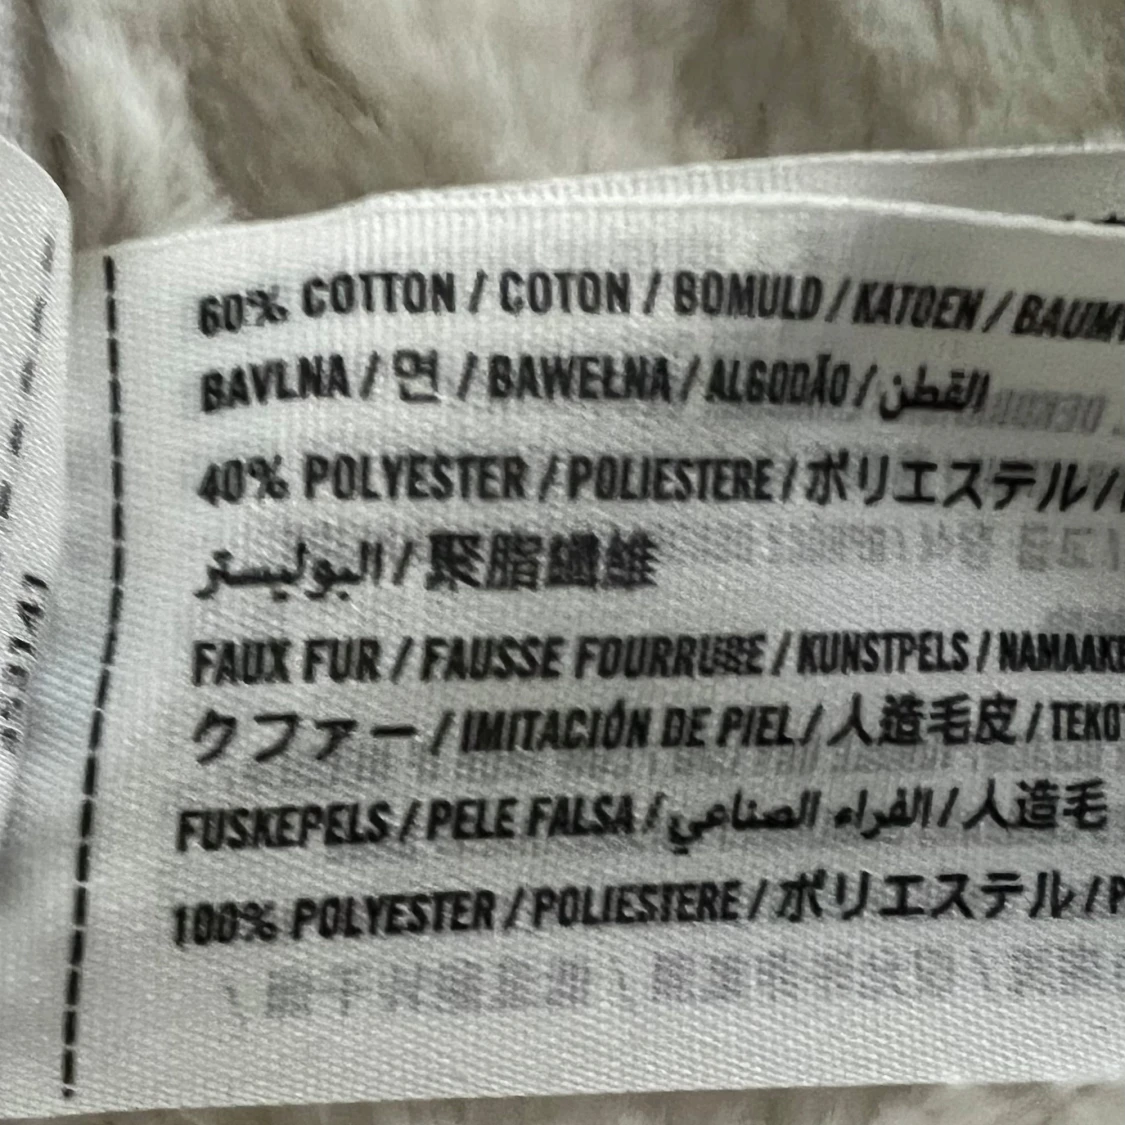 60% COTTON / COTON / BOMULD / KATOEN /
BAVLNA / 면 / BAWEŁNA / ALGODÃO / القطن
40% POLYESTER / POLIESTERE / ポリエステル /
البوليستر / 聚脂纖維
FAUX FUR / FAUSSE FOURRURE / KUNSTPELS /
クファー / IMITACIÓN DE PIEL / 人造毛皮 /
FUSKEPELS / PELE FALSA / الفراء الصناعي / 人造毛
100% POLYESTER / POLIESTERE / ポリエステル /